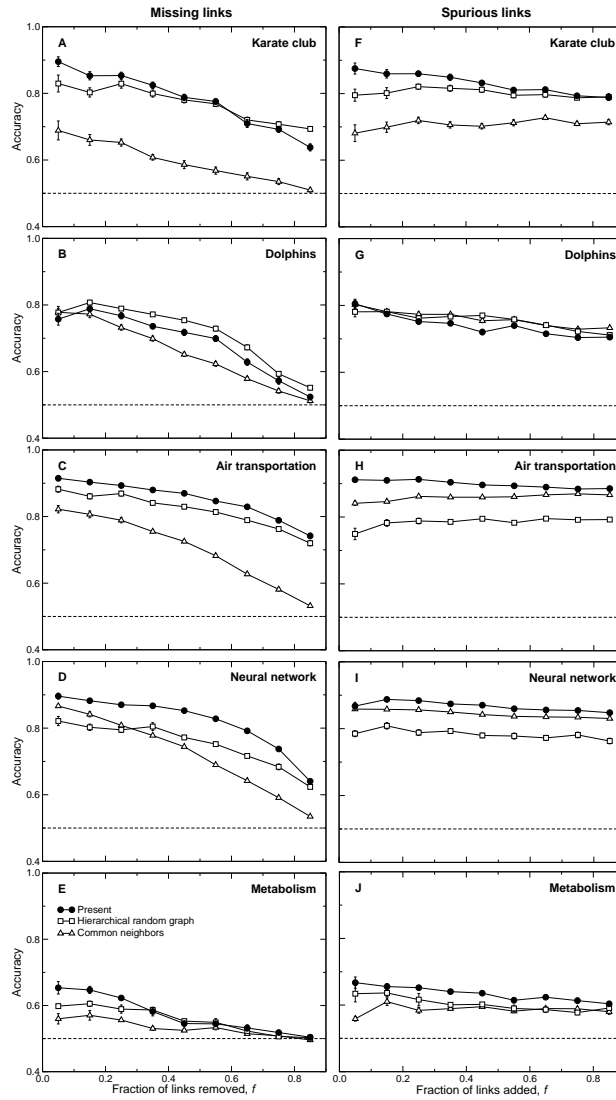 Missing links
Spurious links
A
Karate club
1.0
0.8
0.6
0.4
Accuracy
F
Karate club
B
Dolphins
1.0
0.8
0.6
0.4
Accuracy
G
Dolphins
C
Air transportation
1.0
0.8
0.6
0.4
Accuracy
H
Air transportation
D
Neural network
1.0
0.8
0.6
0.4
Accuracy
I
Neural network
E
Metabolism
Present
Hierarchical random graph
Common neighbors
1.0
0.8
0.6
0.4
Accuracy
0.0 0.2 0.4 0.6 0.8
Fraction of links removed, f
J
Metabolism
0.0 0.2 0.4 0.6 0.8
Fraction of links added, f